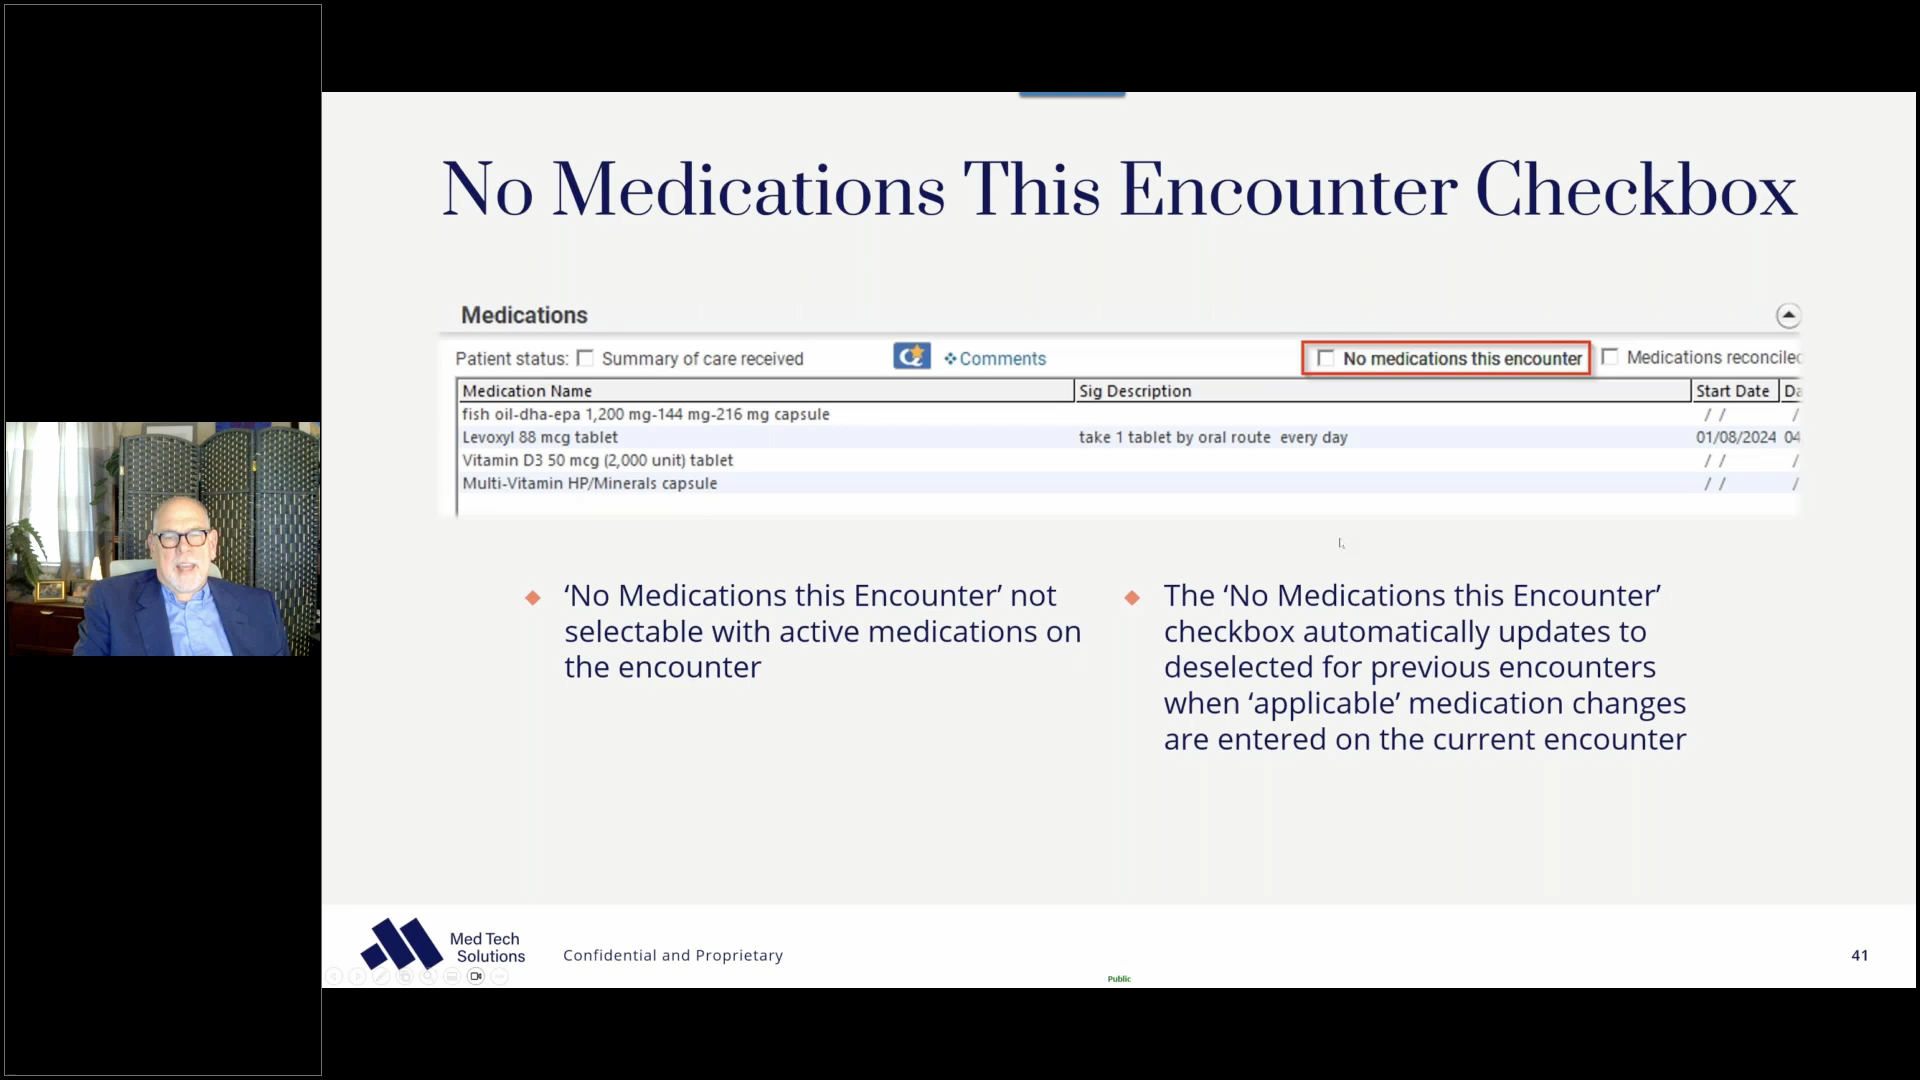 No Medications This Encounter Checkbox
Medications
Patient status: Summary of care received Comments No medications this encounter Medications reconciled
Medication Name Sig Description Start Date Da
fish oil-dha-epa 1,200 mg-144 mg-216 mg capsule / / /
Levoxyl 88 mcg tablet take 1 tablet by oral route every day 01/08/2024 04
Vitamin D3 50 mcg (2,000 unit) tablet / / /
Multi-Vitamin HP/Minerals capsule / / /
‘No Medications this Encounter’ not
selectable with active medications on
the encounter
The ‘No Medications this Encounter’
checkbox automatically updates to
deselected for previous encounters
when ‘applicable’ medication changes
are entered on the current encounter
Med Tech
Solutions
Confidential and Proprietary
41
Public